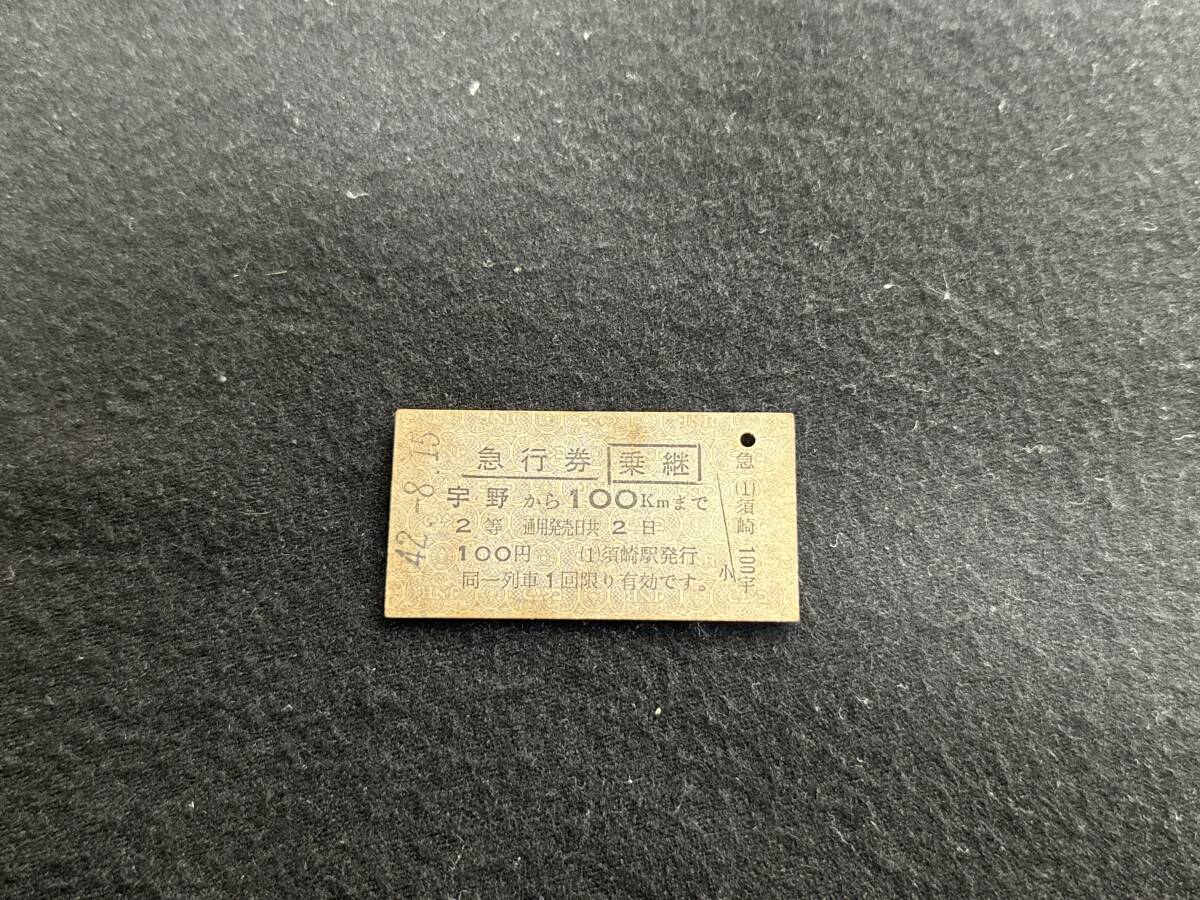 急行券 乗継
宇野から100Kmまで
2等 通用発売日共2日
100円 (1)須崎駅発行
同一列車1回限り有効です。
42.-8.15
急 (1)須崎 100宇
小